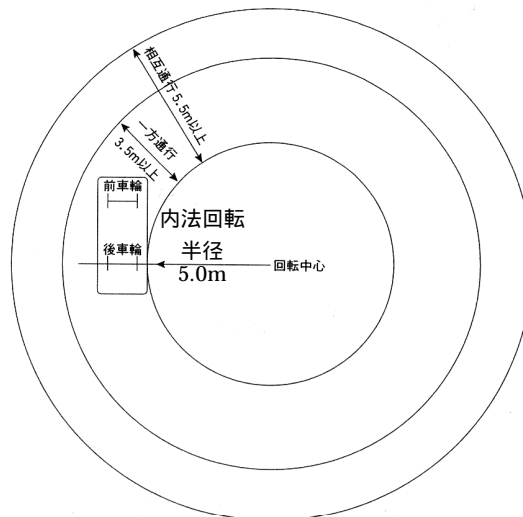 相互通行 5.5m以上
一方通行
3.5m以上
前車輪
内法回転
半径
5.0m
後車輪
回転中心